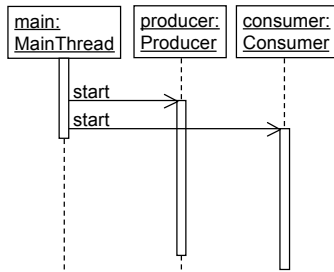 main:
MainThread
producer:
Producer
consumer:
Consumer
start
start